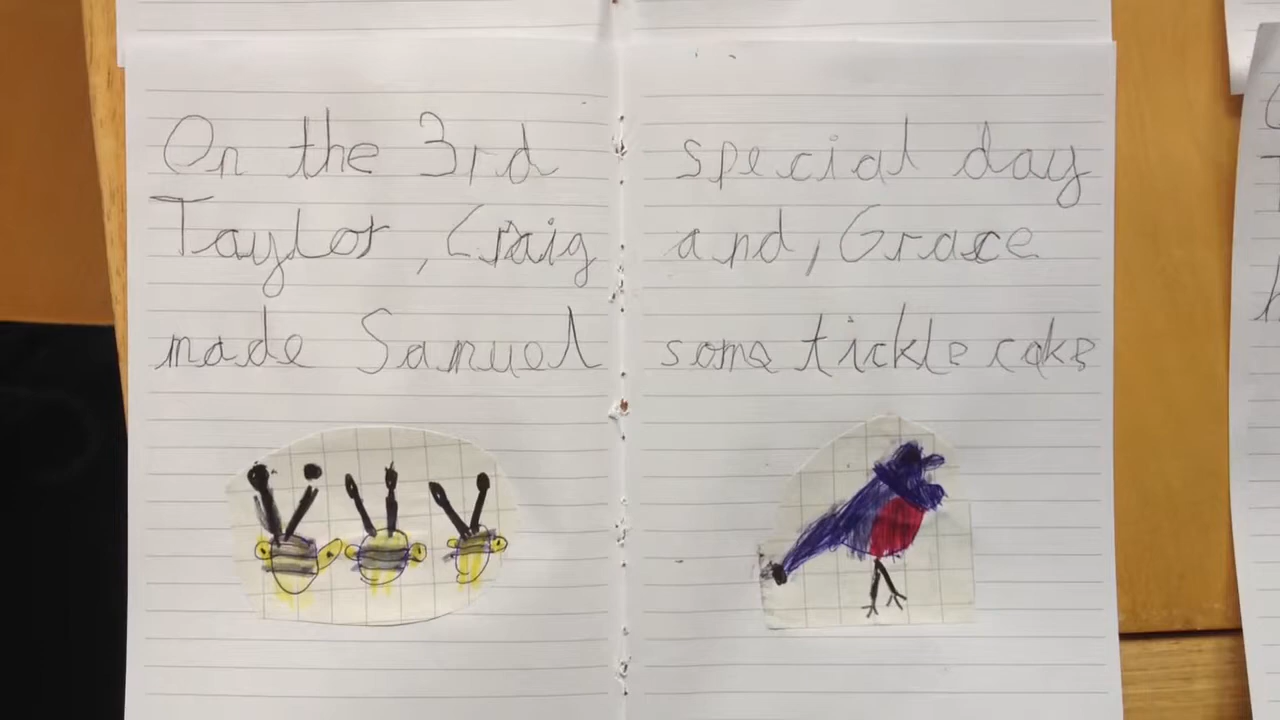 On the 3rd special day
Taylor, Craig and, Grace
made Samuel some tickle cake